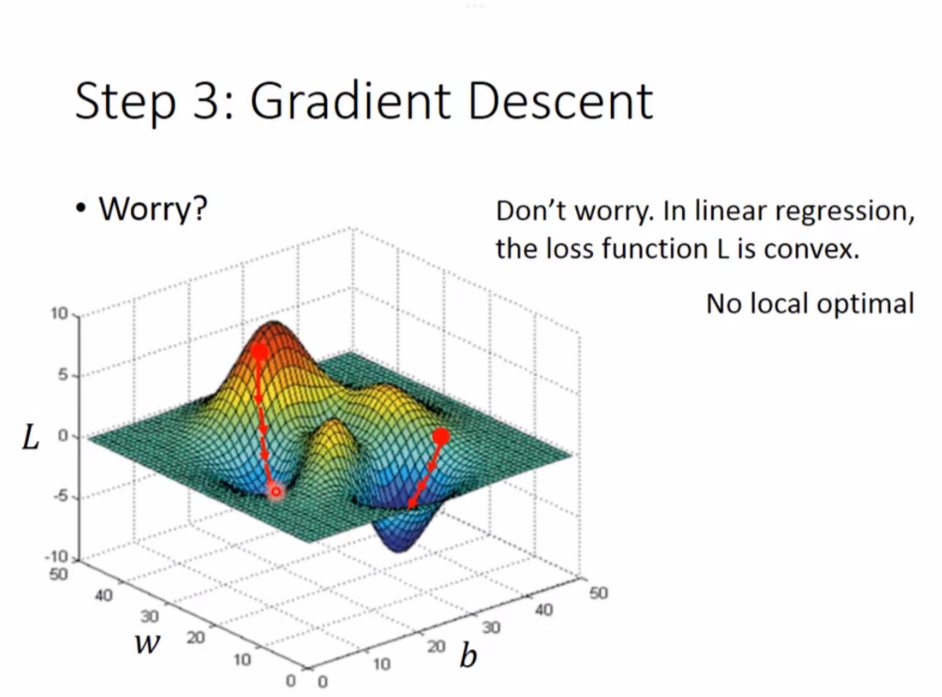 Step 3: Gradient Descent
• Worry?
Don't worry. In linear regression,
the loss function L is convex.
No local optimal
10
5
L 0
-5
-10
50
40
30
w 20
10
0
0
10
20 b
30
40
50